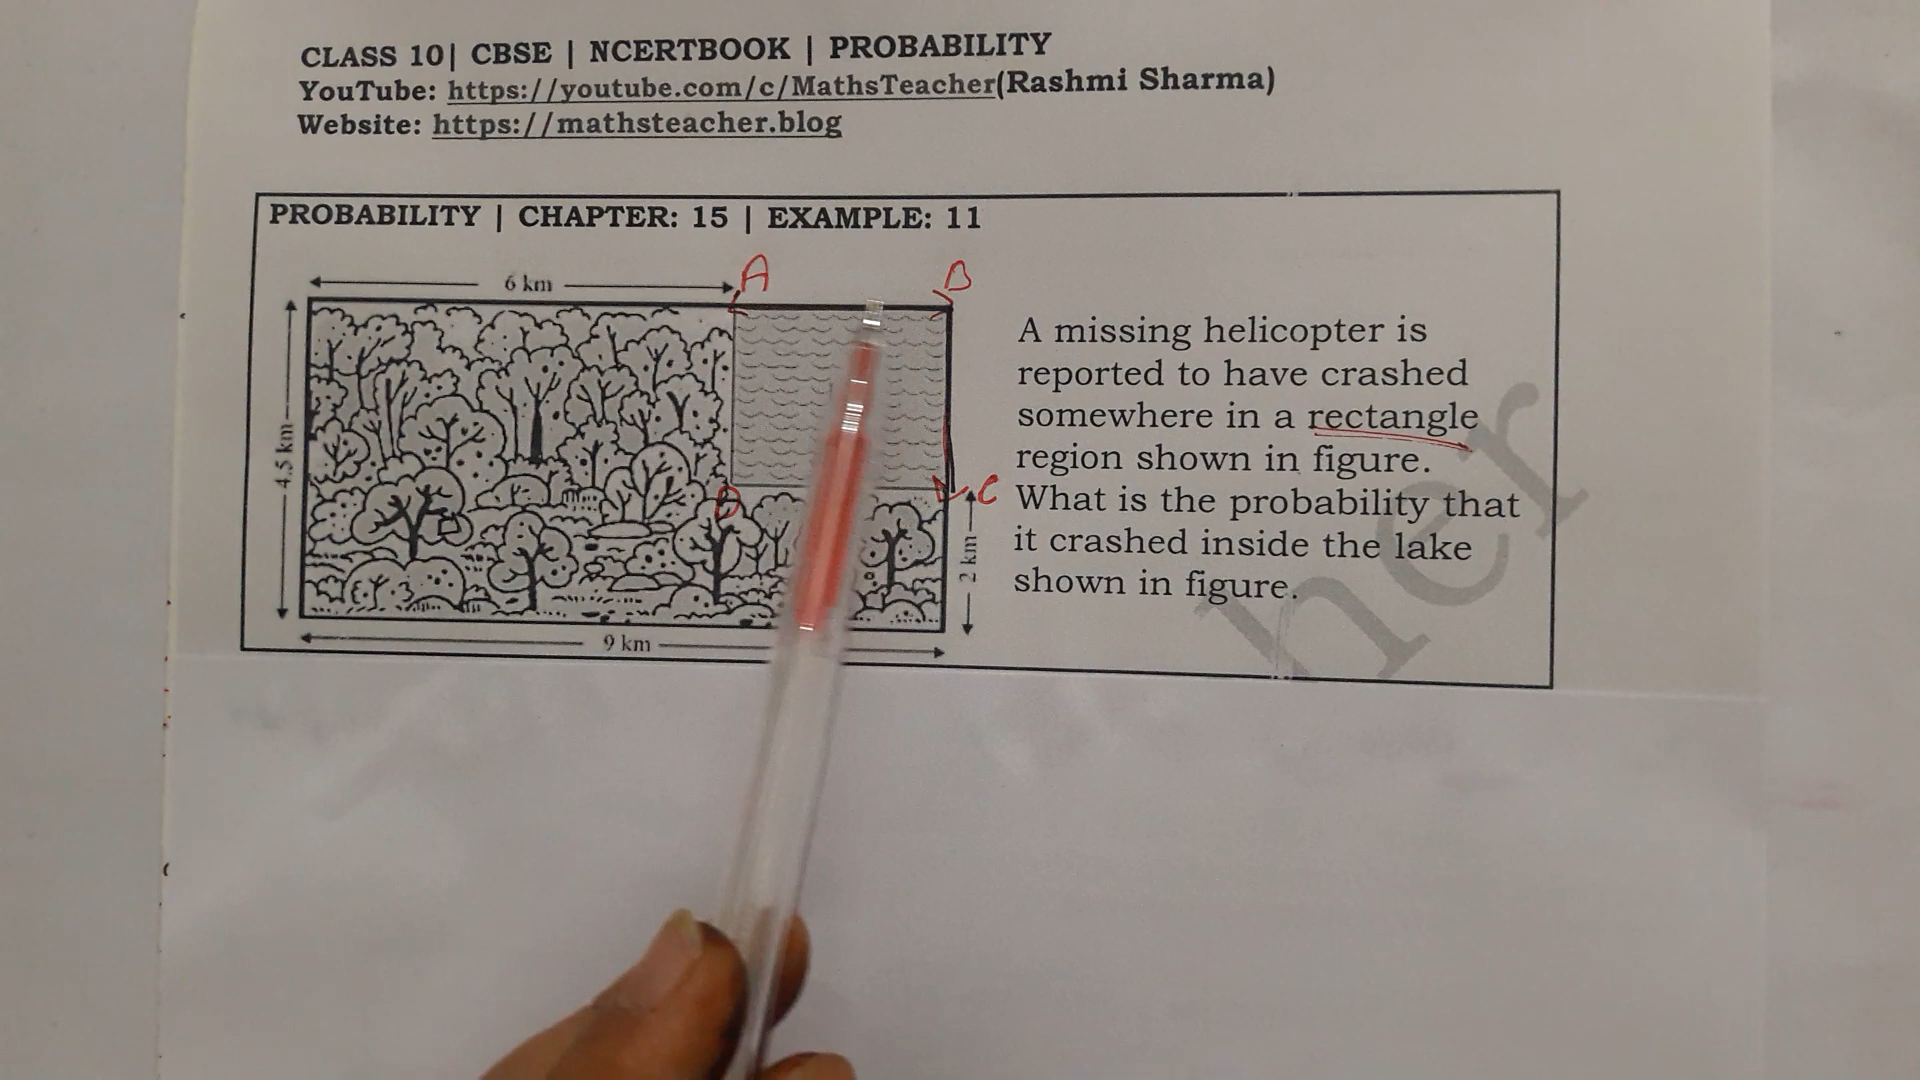 CLASS 10| CBSE | NCERTBOOK | PROBABILITY
YouTube: https://youtube.com/c/MathsTeacher(Rashmi Sharma)
Website: https://mathsteacher.blog
PROBABILITY | CHAPTER: 15 | EXAMPLE: 11
6 km
A
B
4.5 km
D
C
2 km
9 km
A missing helicopter is
reported to have crashed
somewhere in a rectangle
region shown in figure.
What is the probability that
it crashed inside the lake
shown in figure.
her